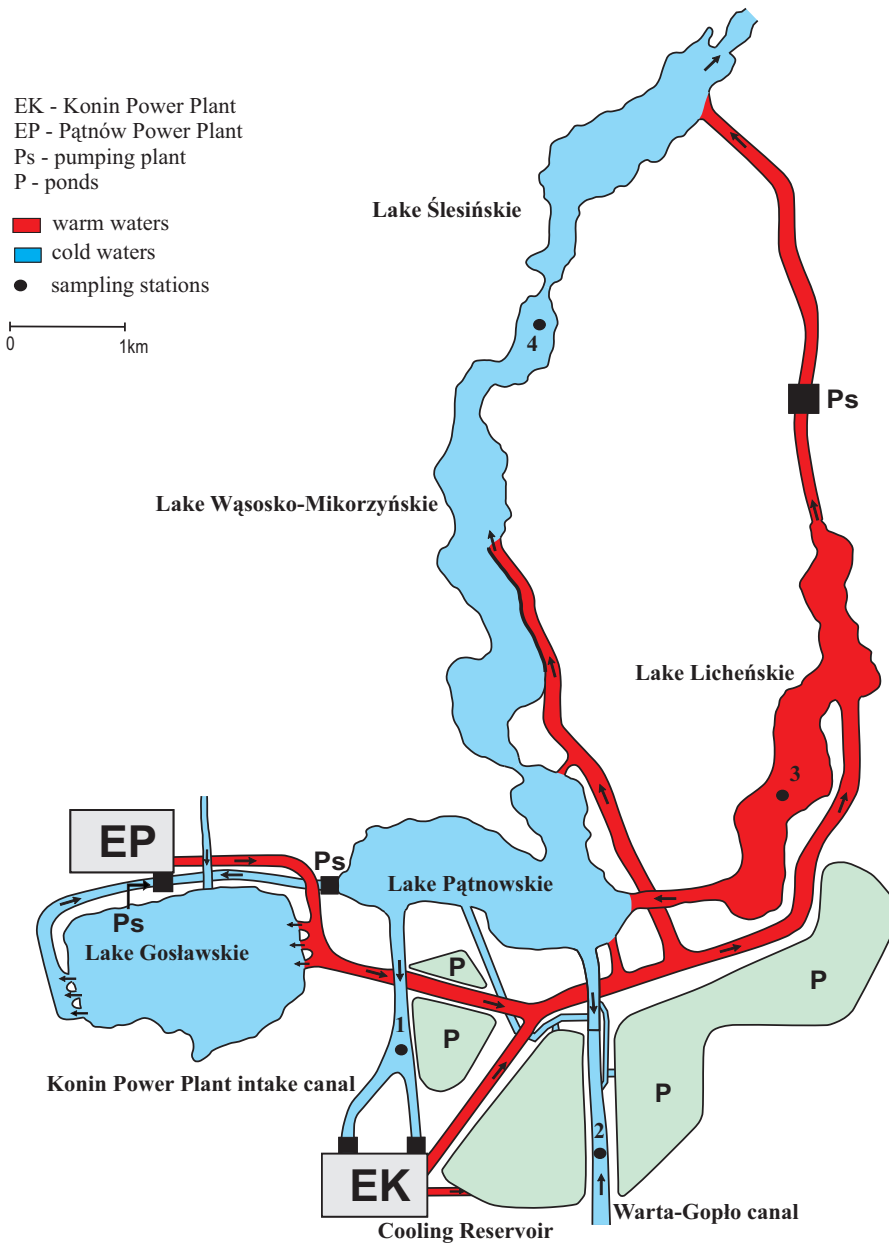 EK - Konin Power Plant
EP - Pątnów Power Plant
Ps - pumping plant
P - ponds
warm waters
cold waters
sampling stations
0 1km
Lake Ślesińskie
4
Ps
Lake Wąsosko-Mikorzyńskie
Lake Licheńskie
3
EP
Ps
Ps
Lake Pątnowskie
Lake Gosławskie
P
P
1
P
Konin Power Plant intake canal
2
EK
Warta-Gopło canal
Cooling Reservoir